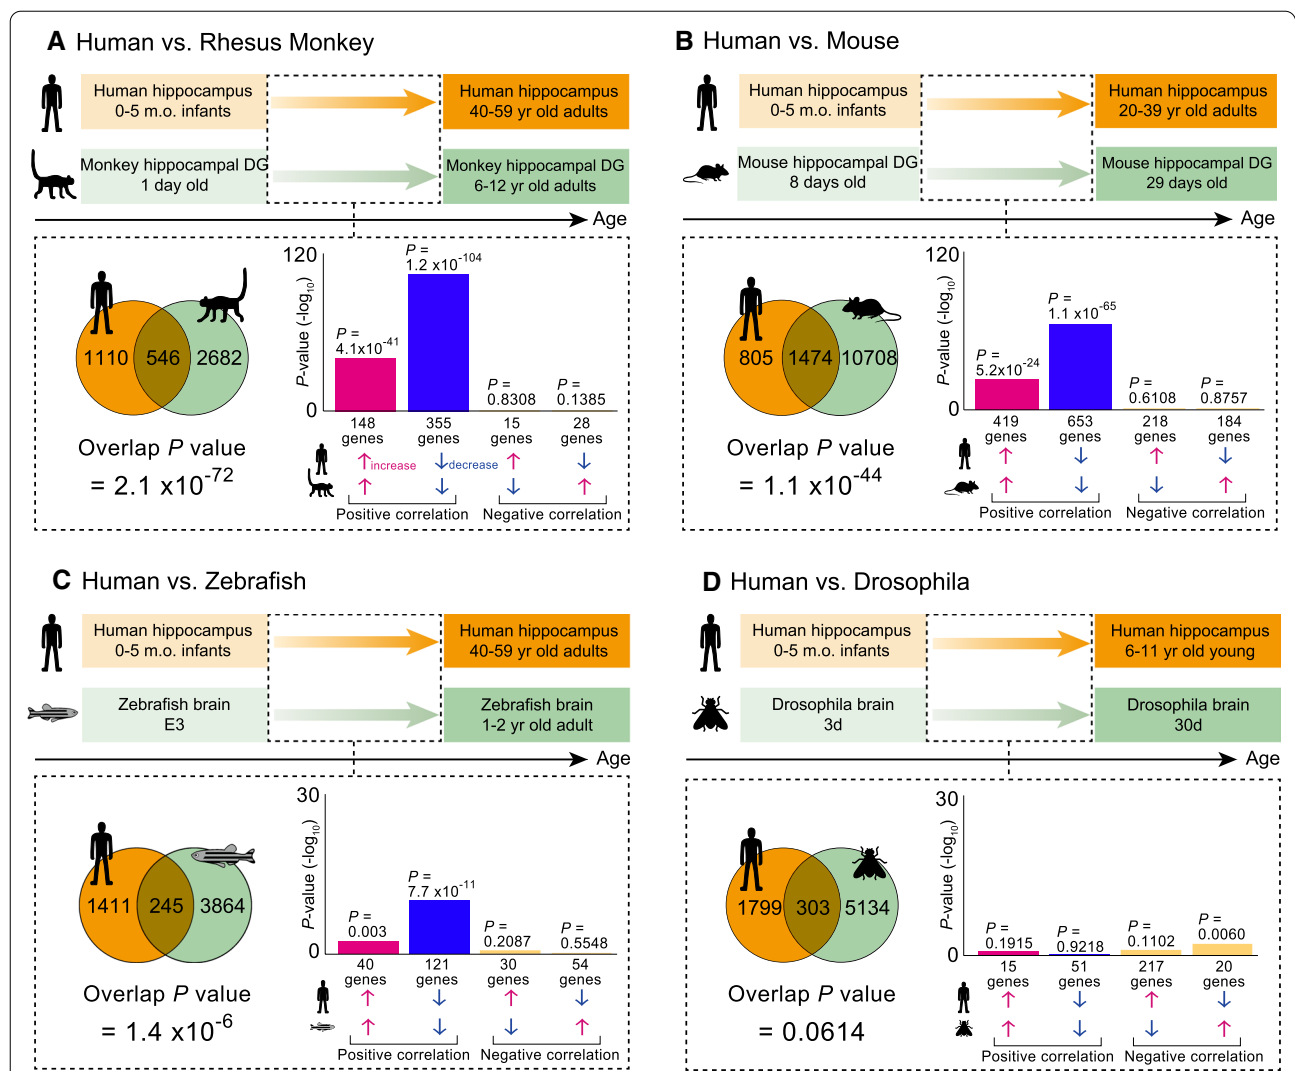 A Human vs. Rhesus Monkey
Human hippocampus
0-5 m.o. infants
Human hippocampus
40-59 yr old adults
Monkey hippocampal DG
1 day old
Monkey hippocampal DG
6-12 yr old adults
Age
1110 546 2682
Overlap P value
= 2.1 x10-72
P-value (-log10)
120
0
P =
4.1x10-41
P =
1.2 x10-104
P =
0.8308
P =
0.1385
148 genes
355 genes
15 genes
28 genes
increase
decrease
Positive correlation
Negative correlation
B Human vs. Mouse
Human hippocampus
0-5 m.o. infants
Human hippocampus
20-39 yr old adults
Mouse hippocampal DG
8 days old
Mouse hippocampal DG
29 days old
Age
805 1474 10708
Overlap P value
= 1.1 x10-44
P-value (-log10)
120
0
P =
5.2x10-24
P =
1.1 x10-65
P =
0.6108
P =
0.8757
419 genes
653 genes
218 genes
184 genes
Positive correlation
Negative correlation
C Human vs. Zebrafish
Human hippocampus
0-5 m.o. infants
Human hippocampus
40-59 yr old adults
Zebrafish brain
E3
Zebrafish brain
1-2 yr old adult
Age
1411 245 3864
Overlap P value
= 1.4 x10-6
P-value (-log10)
30
0
P =
0.003
P =
7.7 x10-11
P =
0.2087
P =
0.5548
40 genes
121 genes
30 genes
54 genes
Positive correlation
Negative correlation
D Human vs. Drosophila
Human hippocampus
0-5 m.o. infants
Human hippocampus
6-11 yr old young
Drosophila brain
3d
Drosophila brain
30d
Age
1799 303 5134
Overlap P value
= 0.0614
P-value (-log10)
30
0
P =
0.1915
P =
0.9218
P =
0.1102
P =
0.0060
15 genes
51 genes
217 genes
20 genes
Positive correlation
Negative correlation